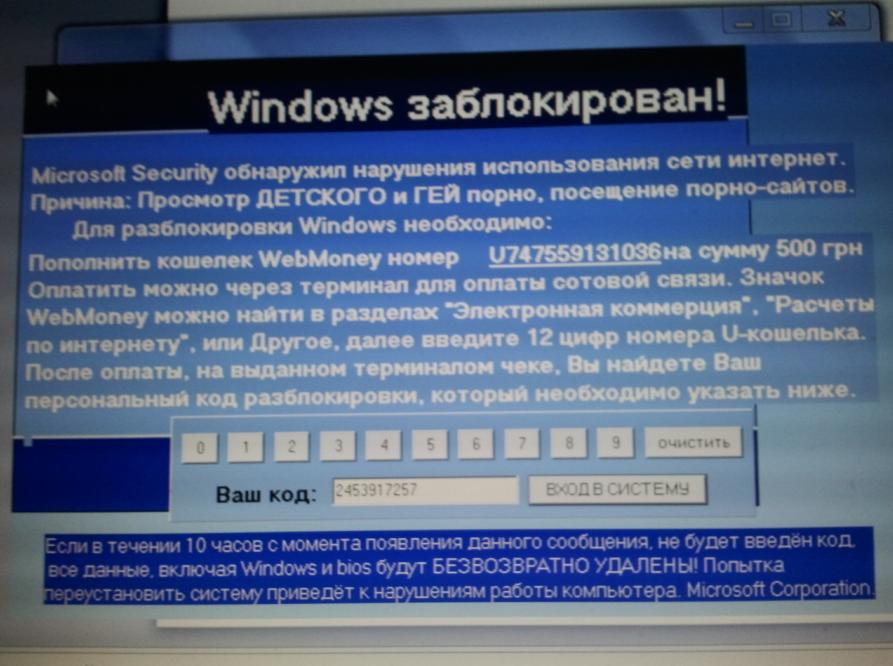 Windows заблокирован!
Microsoft Security обнаружил нарушения использования сети интернет.
Причина: Просмотр ДЕТСКОГО и ГЕЙ порно, посещение порно-сайтов.
Для разблокировки Windows необходимо:
Пополнить кошелек WebMoney номер U747559131036 на сумму 500 грн
Оплатить можно через терминал для оплаты сотовой связи. Значок
WebMoney можно найти в разделах "Электронная коммерция", "Расчеты
по интернету", или Другое, далее введите 12 цифр номера U-кошелька.
После оплаты, на выданном терминалом чеке, Вы найдете Ваш
персональный код разблокировки, который необходимо указать ниже.
0 1 2 3 4 5 6 7 8 9 очистить
Ваш код: 2453917257 ВХОД В СИСТЕМУ
Если в течении 10 часов с момента появления данного сообщения, не будет введён код,
все данные, включая Windows и bios будут БЕЗВОЗВРАТНО УДАЛЕНЫ! Попытка
переустановить систему приведёт к нарушениям работы компьютера. Microsoft Corporation.